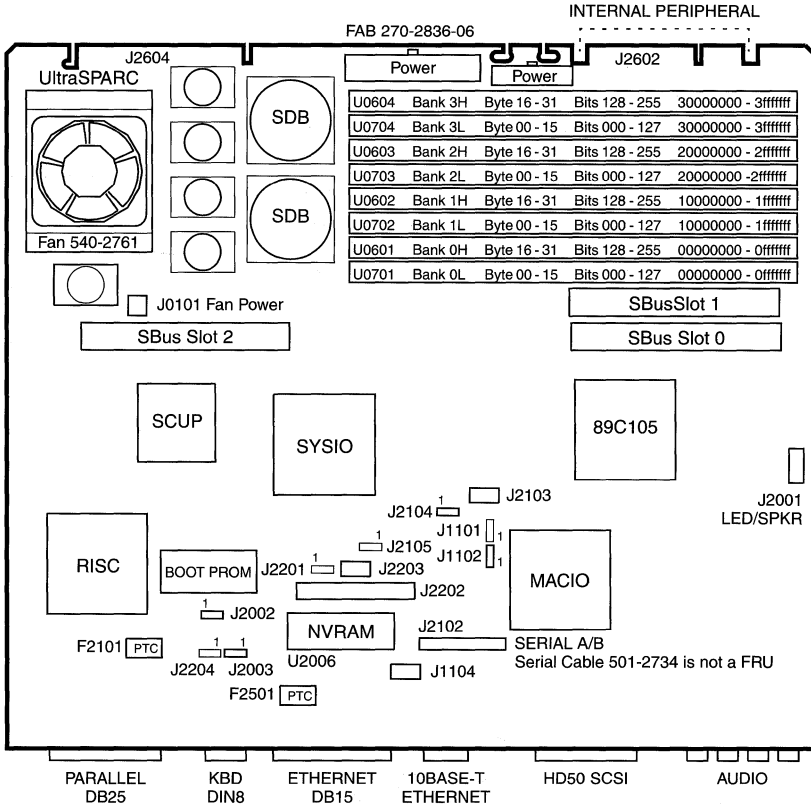 INTERNAL PERIPHERAL
FAB 270-2836-06
J2604
Power
Power
J2602
UltraSPARC
SDB
SDB
U0604 Bank 3H Byte 16 - 31 Bits 128 - 255 30000000 - 3fffffff
U0704 Bank 3L Byte 00 - 15 Bits 000 - 127 30000000 - 3fffffff
U0603 Bank 2H Byte 16 - 31 Bits 128 - 255 20000000 - 2fffffff
U0703 Bank 2L Byte 00 - 15 Bits 000 - 127 20000000 -2fffffff
U0602 Bank 1H Byte 16 - 31 Bits 128 - 255 10000000 - 1fffffff
U0702 Bank 1L Byte 00 - 15 Bits 000 - 127 10000000 - 1fffffff
U0601 Bank 0H Byte 16 - 31 Bits 128 - 255 00000000 - 0fffffff
U0701 Bank 0L Byte 00 - 15 Bits 000 - 127 00000000 - 0fffffff
Fan 540-2761
J0101 Fan Power
SBus Slot 2
SBusSlot 1
SBus Slot 0
SCUP
SYSIO
89C105
J2001
LED/SPKR
J2103
1
J2104
J1101 1
J1102 1
1
J2105
RISC
BOOT PROM
J2201 1
J2203
J2202
MACIO
1
J2002
NVRAM
U2006
J2102
SERIAL A/B
Serial Cable 501-2734 is not a FRU
F2101 PTC
1 1
J2204 J2003
J1104
F2501 PTC
PARALLEL
DB25
KBD
DIN8
ETHERNET
DB15
10BASE-T
ETHERNET
HD50 SCSI
AUDIO